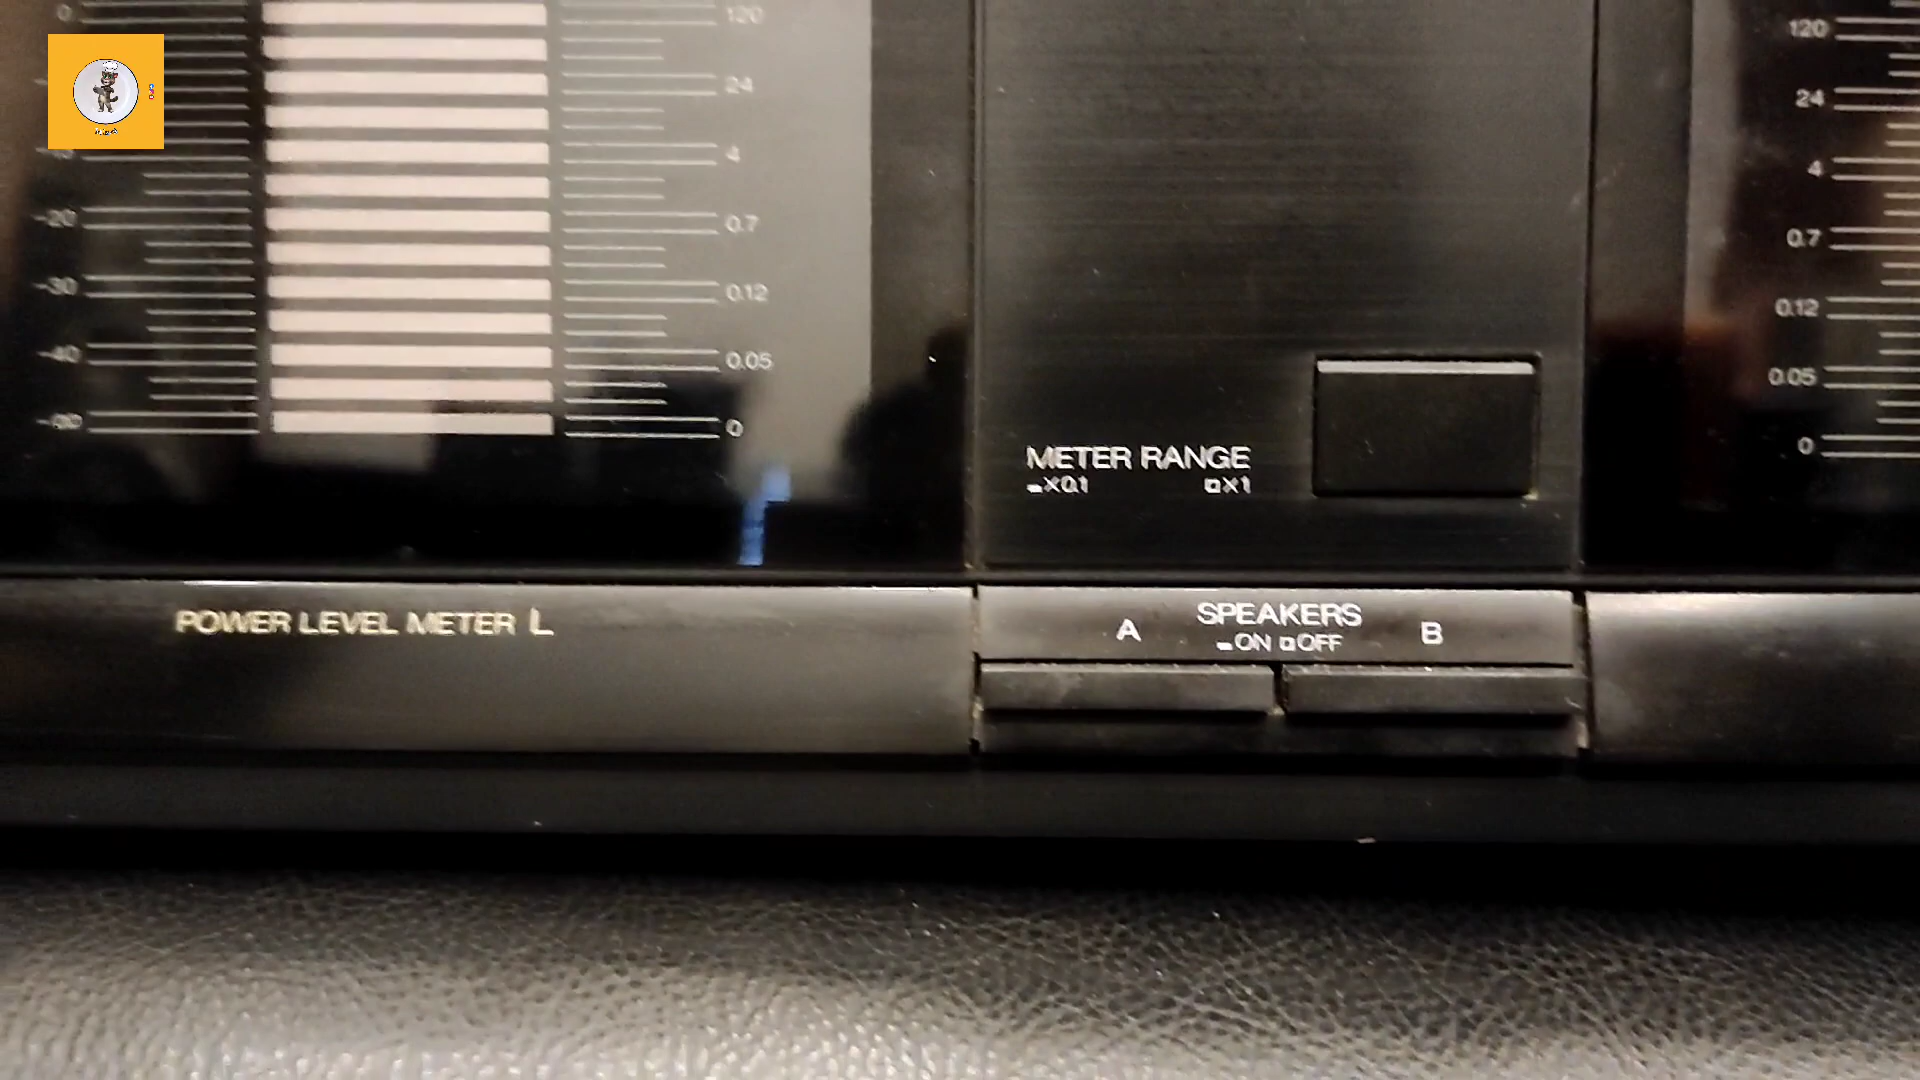 0 120 120
24 24
4 4
-20 0.7 0.7
-30 0.12 0.12
-40 0.05 0.05
0 0
METER RANGE
×0.1 ×1
POWER LEVEL METER L
SPEAKERS
A B
ON OFF